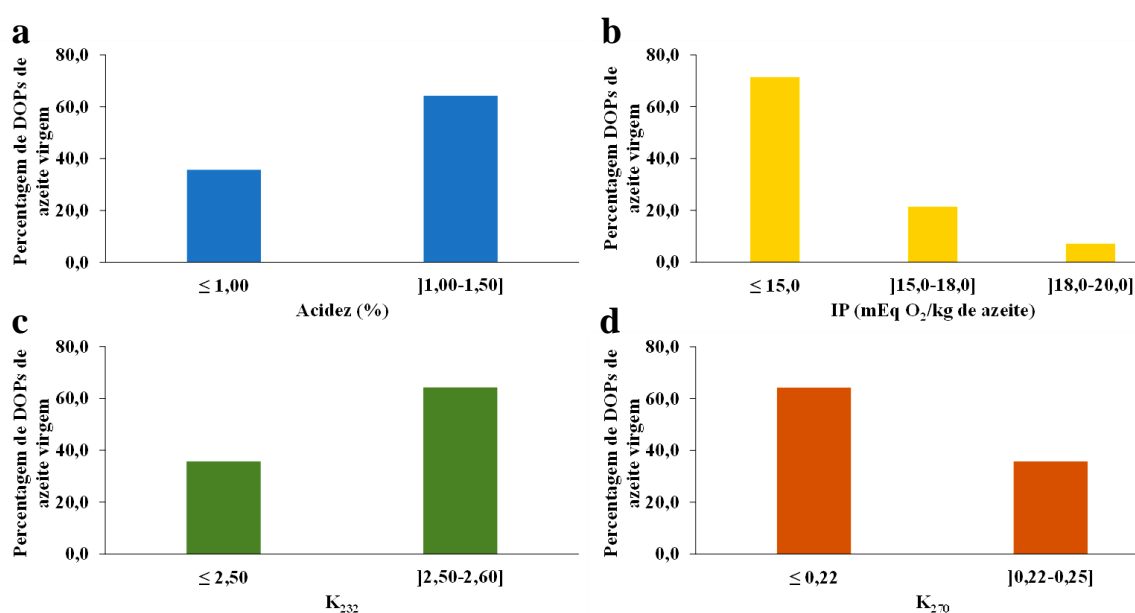 a
Percentagem de DOPs de
azeite virgem
80,0
60,0
40,0
20,0
0,0
≤ 1,00
]1,00-1,50]
Acidez (%)
b
Percentagem DOPs de
azeite virgem
80,0
60,0
40,0
20,0
0,0
≤ 15,0
]15,0-18,0]
]18,0-20,0]
IP (mEq O₂/kg de azeite)
c
Percentagem de DOPs de
azeite virgem
80,0
60,0
40,0
20,0
0,0
≤ 2,50
]2,50-2,60]
K₂₃₂
d
Percentagem de DOPs de
azeite virgem
80,0
60,0
40,0
20,0
0,0
≤ 0,22
]0,22-0,25]
K₂₇₀